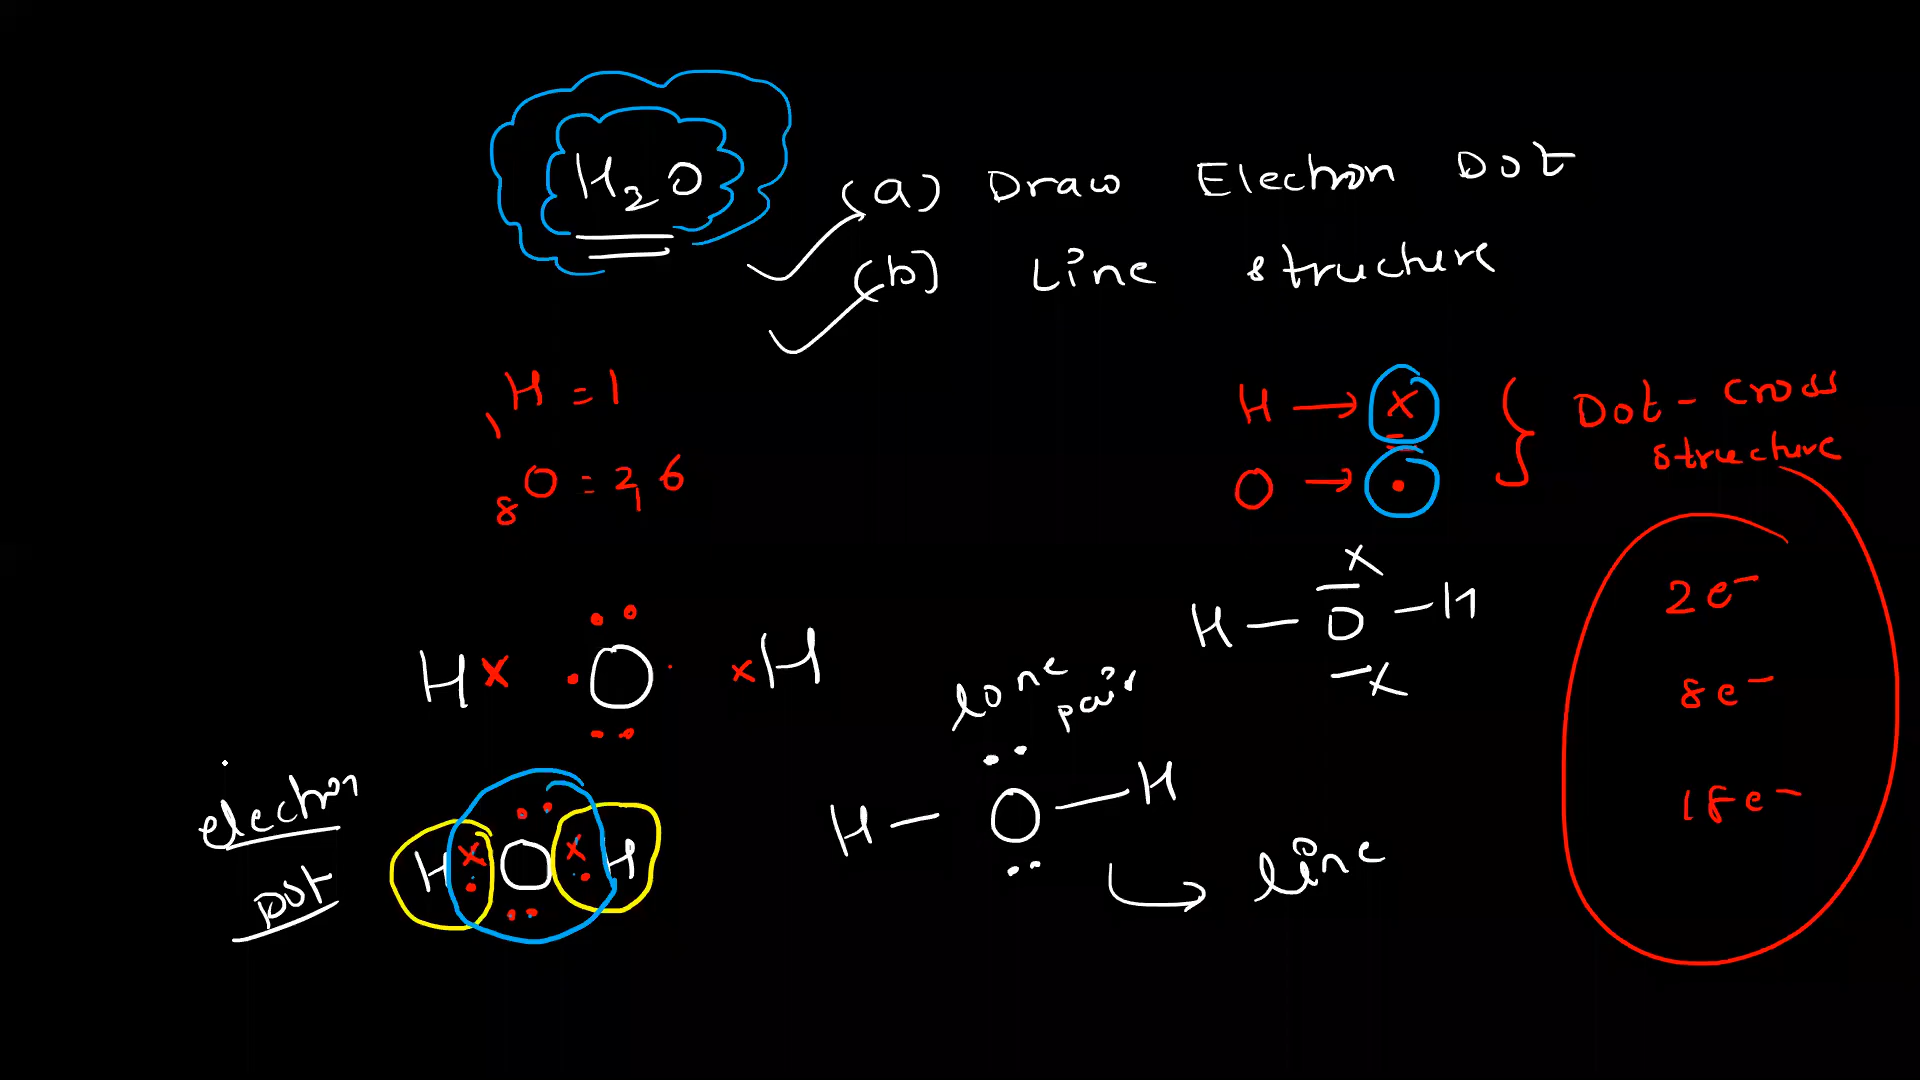 H₂O
(a) Draw Electron Dot
(b) Line structure
₁H = 1
₈O = 2,6
H → x
O → •
} Dot - cross
structure
2e⁻
8e⁻
18e⁻
H x • O • x H
x
H — O — H
x
lone
pair
H — O — H
line
electron
DOT
H x O x H